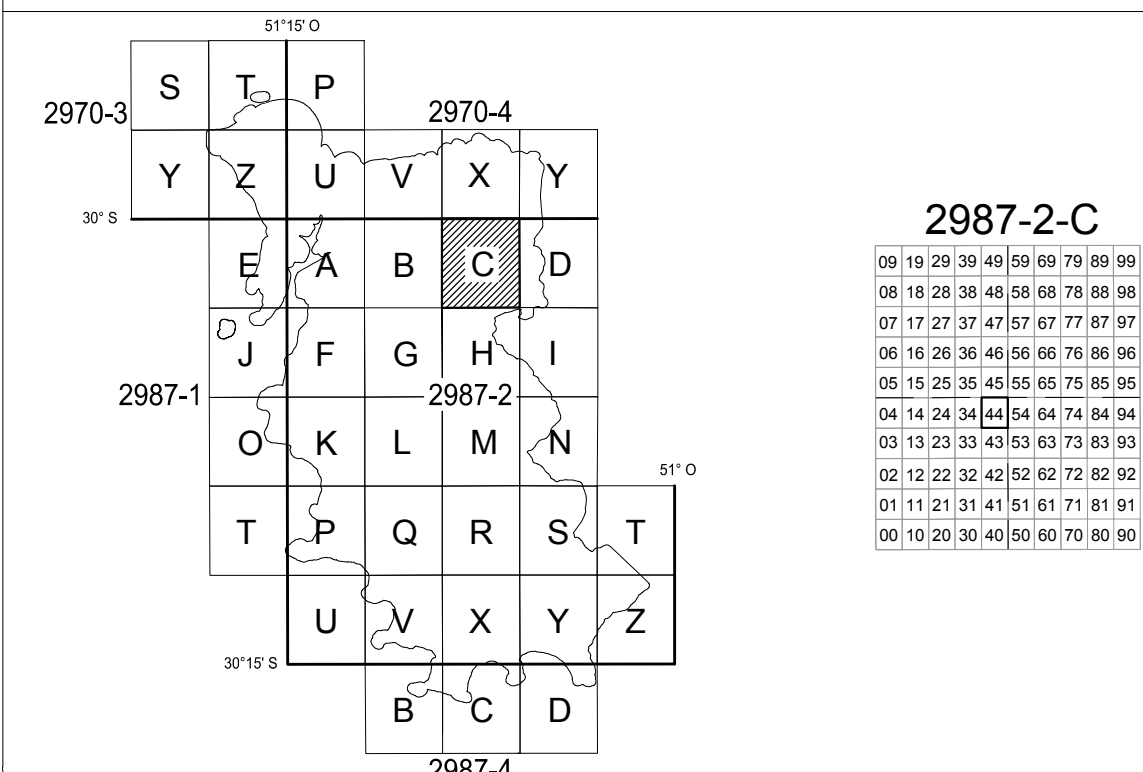 51°15' O
S T P
2970-3
2970-4
Y Z U V X Y
30° S
E A B C D
J F G H I
2987-1
2987-2
O K L M N
51° O
T P Q R S T
U V X Y Z
30°15' S
B C D
2987-4
2987-2-C
09 19 29 39 49 59 69 79 89 99
08 18 28 38 48 58 68 78 88 98
07 17 27 37 47 57 67 77 87 97
06 16 26 36 46 56 66 76 86 96
05 15 25 35 45 55 65 75 85 95
04 14 24 34 44 54 64 74 84 94
03 13 23 33 43 53 63 73 83 93
02 12 22 32 42 52 62 72 82 92
01 11 21 31 41 51 61 71 81 91
00 10 20 30 40 50 60 70 80 90